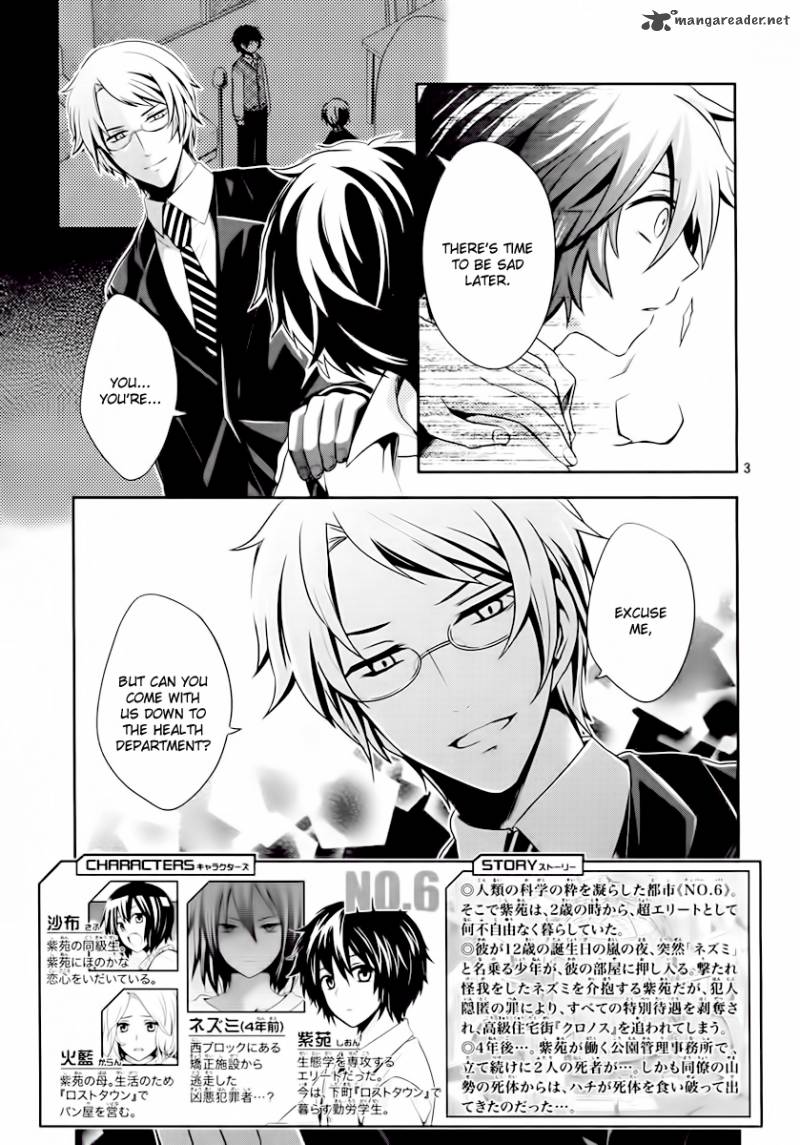 mangareader.net
THERE'S TIME
TO BE SAD
LATER.
YOU...
YOU'RE...
3
EXCUSE
ME,
BUT CAN YOU
COME WITH
US DOWN TO
THE HEALTH
DEPARTMENT?
CHARACTERS キャラクターズ
NO.6
沙布 さふ
紫苑の同級生。
紫苑にほのかな
恋心をいだいている。
火藍 からん
紫苑の母。生活のため
『ロストタウン』で
パン屋を営む。
ネズミ(4年前)
西ブロックにある
矯正施設から
逃走した
凶悪犯罪者…?
紫苑 しおん
生態学を専攻する
エリートだった。
今は、下町『ロストタウン』で
暮らす勤労学生。
STORY ストーリー
◎人類の科学の粋を凝らした都市《NO.6》。
そこで紫苑は、2歳の時から、超エリートとして
何不自由なく暮らしていた。
◎彼が12歳の誕生日の嵐の夜、突然「ネズミ」
と名乗る少年が、彼の部屋に押し入る。撃たれ
怪我をしたネズミを介抱する紫苑だが、犯人
隠匿の罪により、すべての特別待遇を剥奪さ
れ、高級住宅街『クロノス』を追われてしまう。
◎4年後…。紫苑が働く公園管理事務所で、
立て続けに2人の死者が…。しかも同僚の山
勢の死体からは、ハチが死体を食い破って出
てきたのだった…。